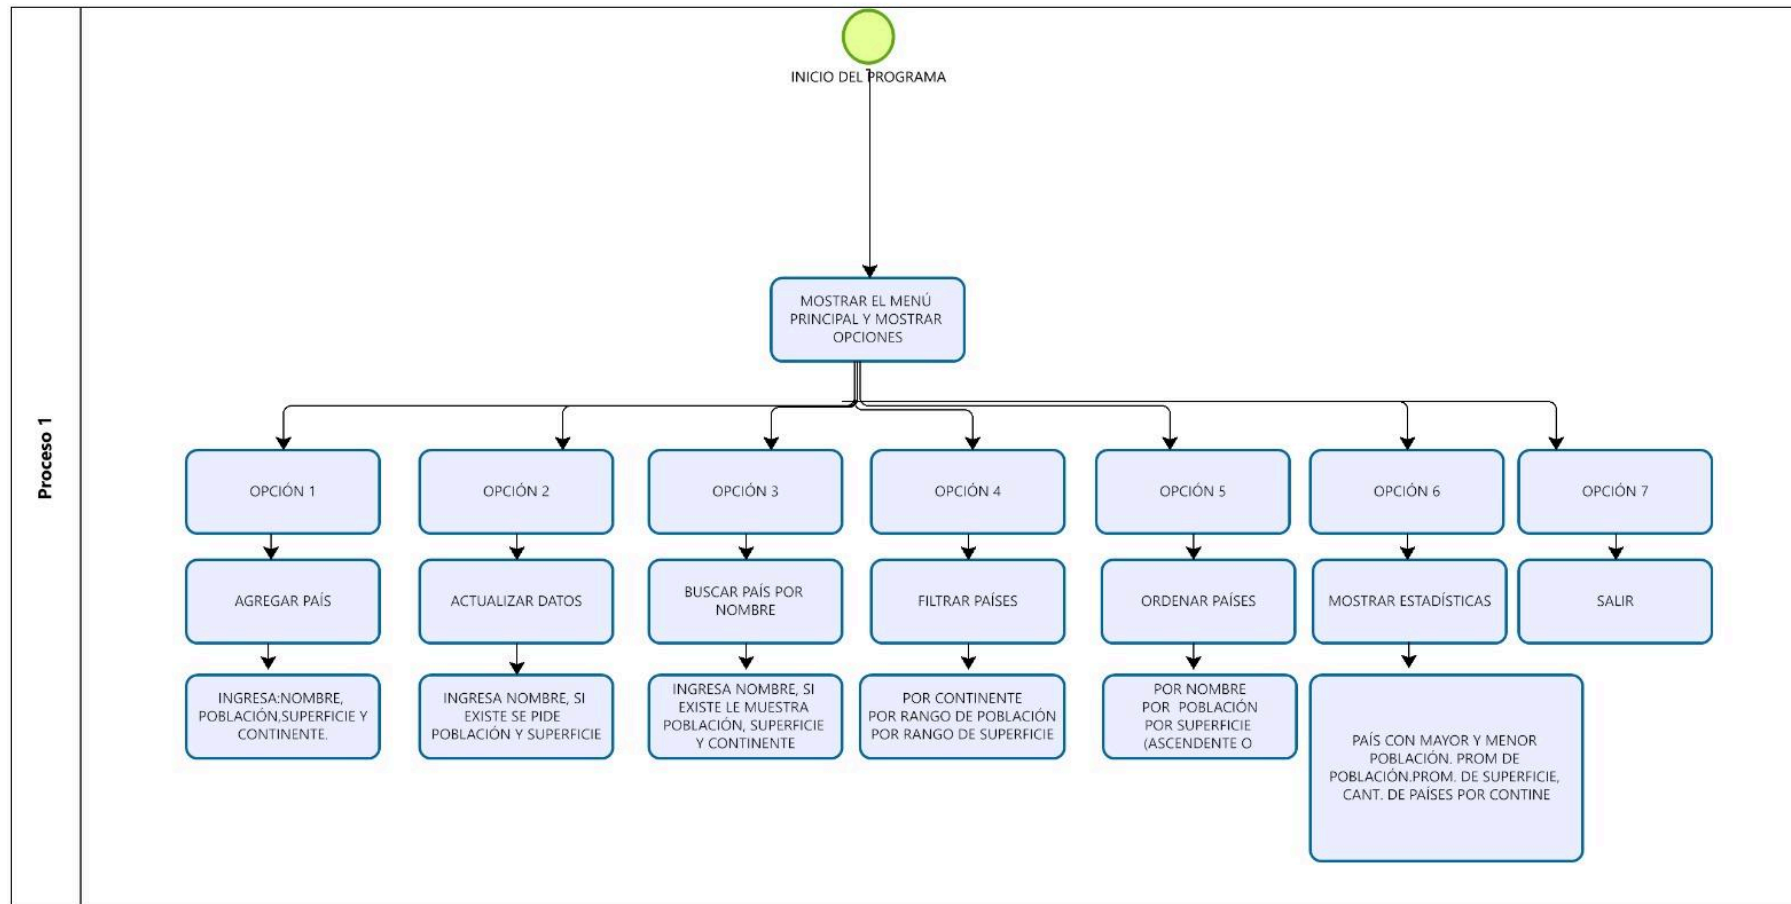 Proceso 1
INICIO DEL PROGRAMA
MOSTRAR EL MENÚ
PRINCIPAL Y MOSTRAR
OPCIONES
OPCIÓN 1
OPCIÓN 2
OPCIÓN 3
OPCIÓN 4
OPCIÓN 5
OPCIÓN 6
OPCIÓN 7
AGREGAR PAÍS
ACTUALIZAR DATOS
BUSCAR PAÍS POR
NOMBRE
FILTRAR PAÍSES
ORDENAR PAÍSES
MOSTRAR ESTADÍSTICAS
SALIR
INGRESA:NOMBRE,
POBLACIÓN,SUPERFICIE Y
CONTINENTE.
INGRESA NOMBRE, SI
EXISTE SE PIDE
POBLACIÓN Y SUPERFICIE
INGRESA NOMBRE, SI
EXISTE LE MUESTRA
POBLACIÓN, SUPERFICIE
Y CONTINENTE
POR CONTINENTE
POR RANGO DE POBLACIÓN
POR RANGO DE SUPERFICIE
POR NOMBRE
POR POBLACIÓN
POR SUPERFICIE
(ASCENDENTE O
PAÍS CON MAYOR Y MENOR
POBLACIÓN. PROM DE
POBLACIÓN.PROM. DE SUPERFICIE,
CANT. DE PAÍSES POR CONTINE